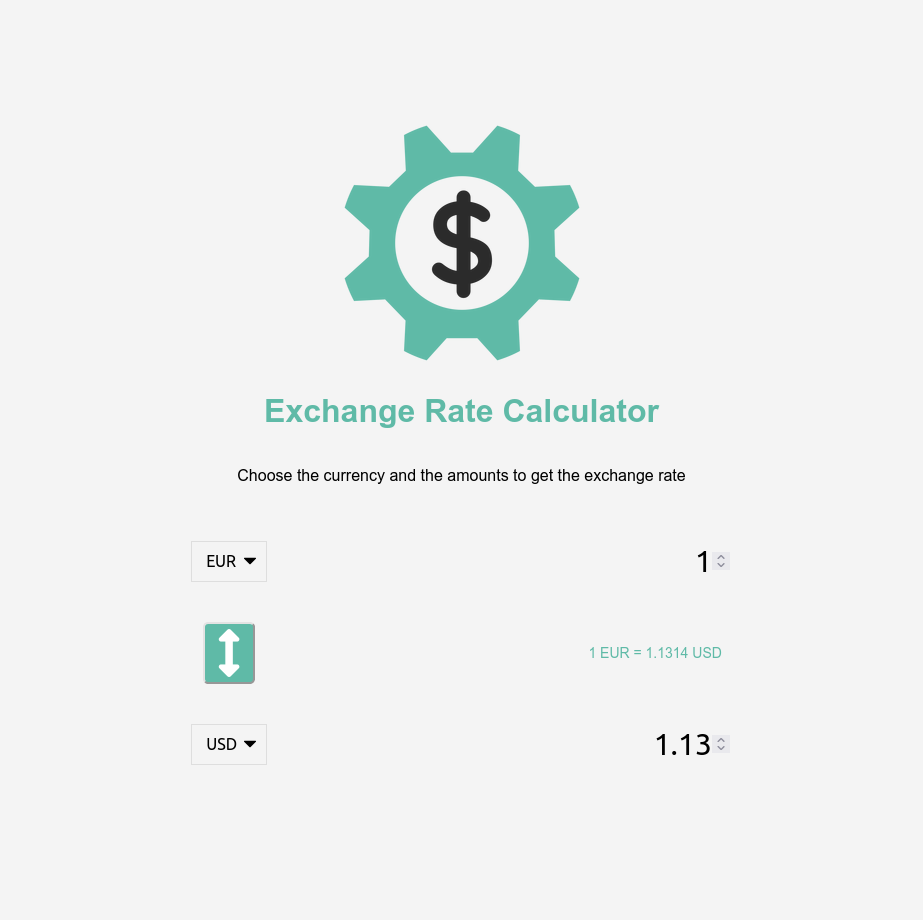 $
Exchange Rate Calculator
Choose the currency and the amounts to get the exchange rate
EUR 1
1 EUR = 1.1314 USD
USD 1.13